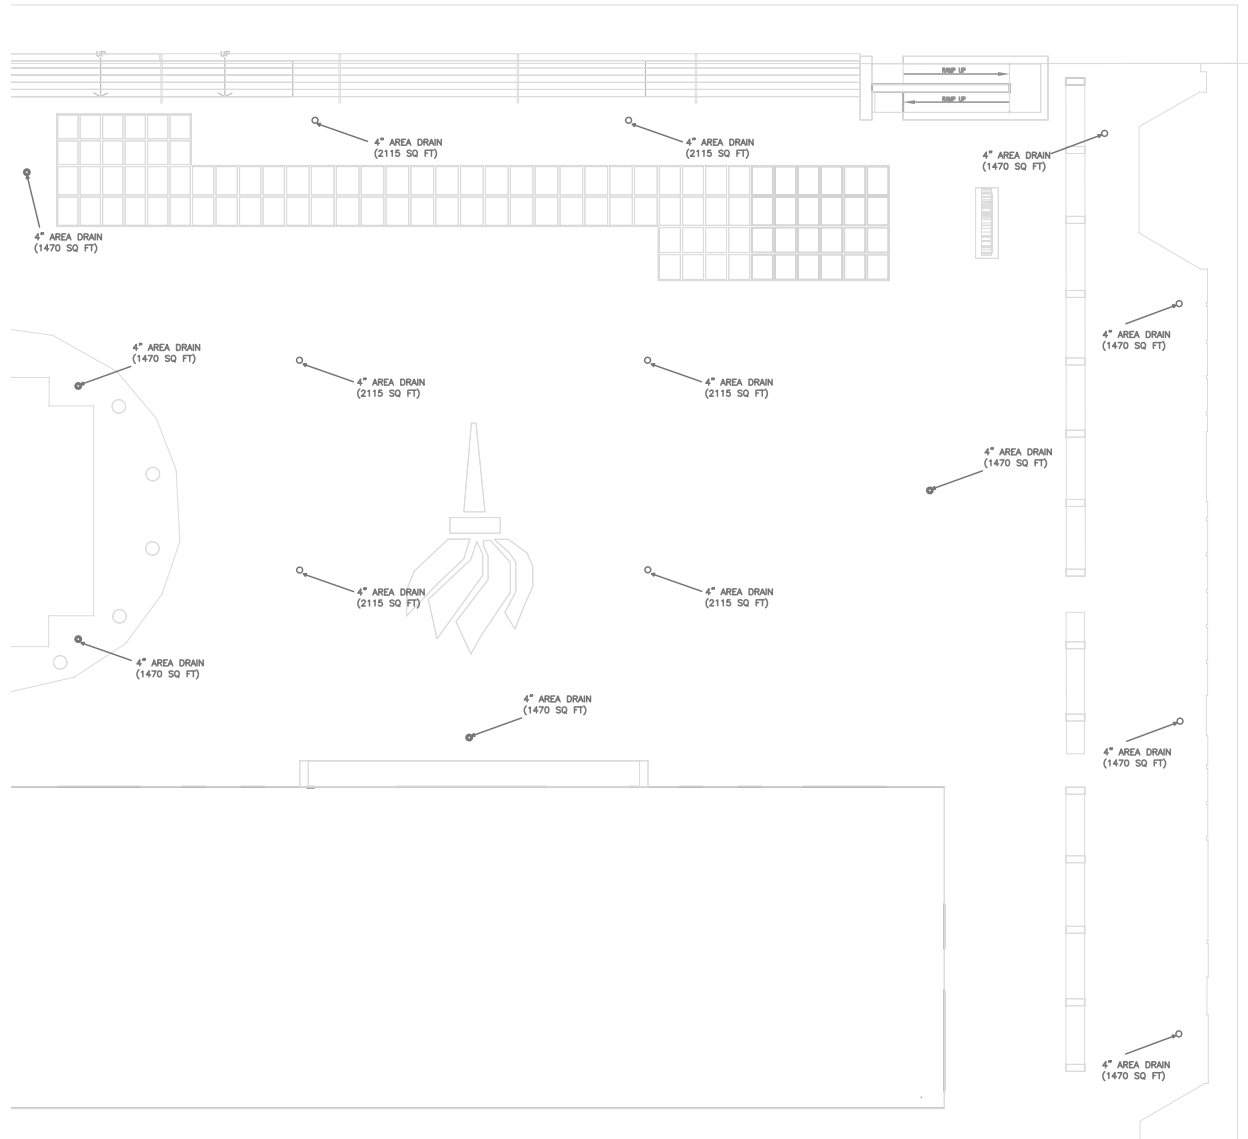 UP
UP
RAMP UP
RAMP UP
4" AREA DRAIN
(2115 SQ FT)
4" AREA DRAIN
(2115 SQ FT)
4" AREA DRAIN
(1470 SQ FT)
4" AREA DRAIN
(1470 SQ FT)
4" AREA DRAIN
(1470 SQ FT)
4" AREA DRAIN
(1470 SQ FT)
4" AREA DRAIN
(2115 SQ FT)
4" AREA DRAIN
(2115 SQ FT)
4" AREA DRAIN
(1470 SQ FT)
4" AREA DRAIN
(2115 SQ FT)
4" AREA DRAIN
(2115 SQ FT)
4" AREA DRAIN
(1470 SQ FT)
4" AREA DRAIN
(1470 SQ FT)
4" AREA DRAIN
(1470 SQ FT)
4" AREA DRAIN
(1470 SQ FT)